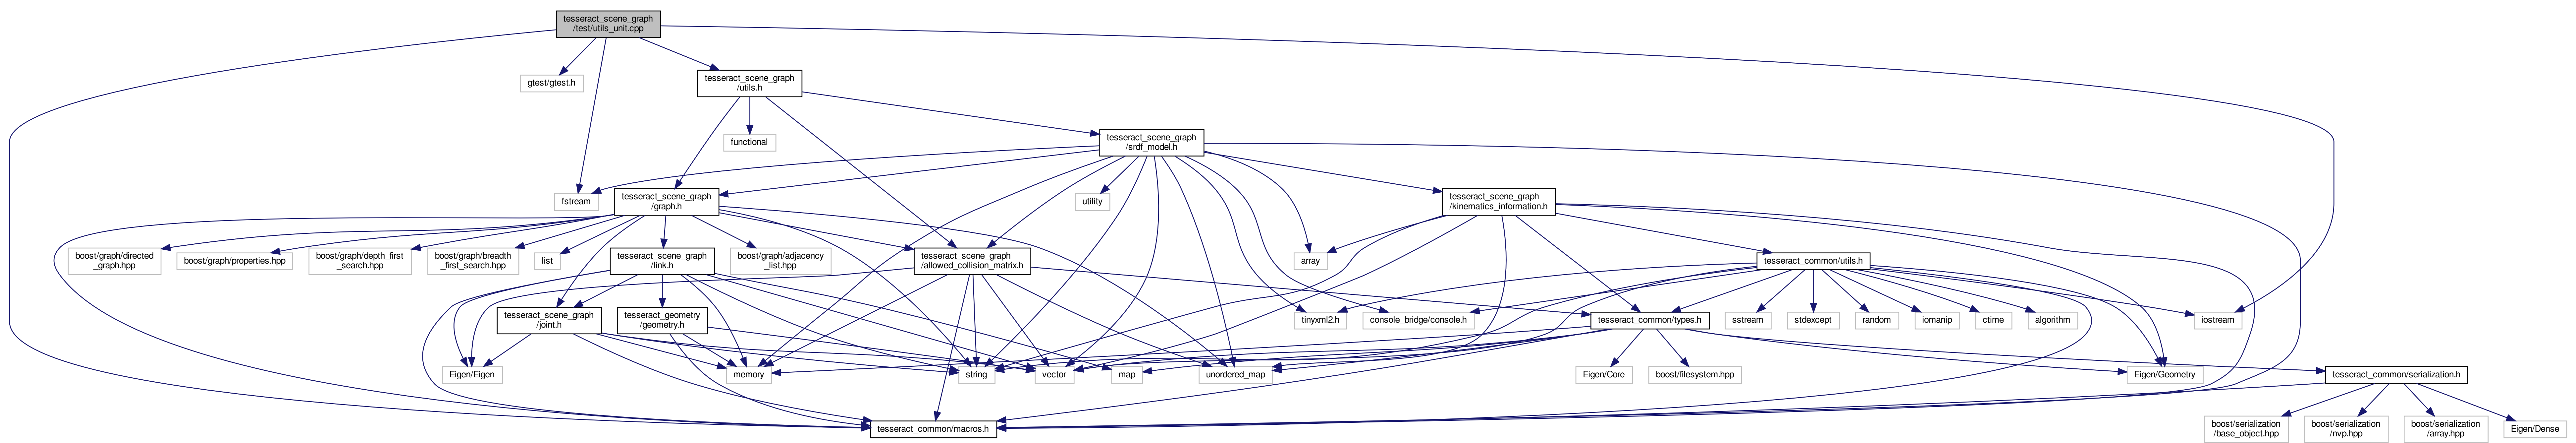 tesseract_scene_graph
/test/utils_unit.cpp
gtest/gtest.h
tesseract_scene_graph
/utils.h
functional
tesseract_scene_graph
/srdf_model.h
fstream
tesseract_scene_graph
/graph.h
utility
tesseract_scene_graph
/kinematics_information.h
boost/graph/directed
_graph.hpp
boost/graph/properties.hpp
boost/graph/depth_first
_search.hpp
boost/graph/breadth
_first_search.hpp
list
tesseract_scene_graph
/link.h
boost/graph/adjacency
_list.hpp
tesseract_scene_graph
/allowed_collision_matrix.h
array
tesseract_common/utils.h
tesseract_scene_graph
/joint.h
tesseract_geometry
/geometry.h
tinyxml2.h
console_bridge/console.h
tesseract_common/types.h
sstream
stdexcept
random
iomanip
ctime
algorithm
iostream
Eigen/Eigen
memory
string
vector
map
unordered_map
Eigen/Core
boost/filesystem.hpp
Eigen/Geometry
tesseract_common/serialization.h
tesseract_common/macros.h
boost/serialization
/base_object.hpp
boost/serialization
/nvp.hpp
boost/serialization
/array.hpp
Eigen/Dense